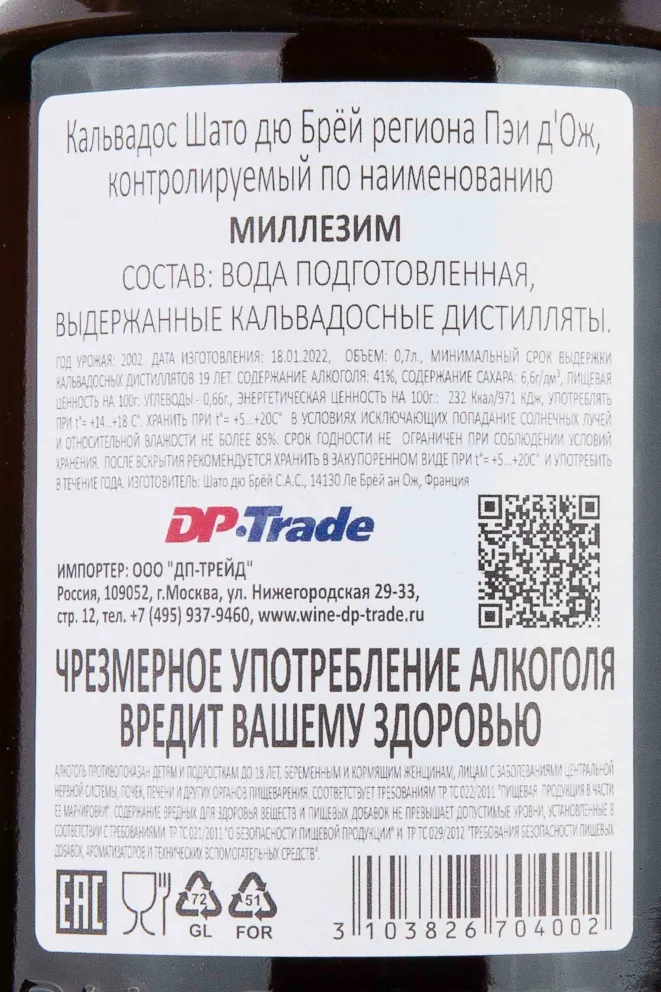 Кальвадос Шато дю Брёй региона Пэи д'Ож,
контролируемый по наименованию
МИЛЛЕЗИМ
СОСТАВ: ВОДА ПОДГОТОВЛЕННАЯ,
ВЫДЕРЖАННЫЕ КАЛЬВАДОСНЫЕ ДИСТИЛЛЯТЫ.
ГОД УРОЖАЯ: 2002. ДАТА ИЗГОТОВЛЕНИЯ: 18.01.2022, ОБЪЕМ: 0,7л., МИНИМАЛЬНЫЙ СРОК ВЫДЕРЖКИ
КАЛЬВАДОСНЫХ ДИСТИЛЛЯТОВ 19 ЛЕТ. СОДЕРЖАНИЕ АЛКОГОЛЯ: 41%, СОДЕРЖАНИЕ САХАРА: 6,6г/дм³, ПИЩЕВАЯ
ЦЕННОСТЬ НА 100г: УГЛЕВОДЫ - 0,66г., ЭНЕРГЕТИЧЕСКАЯ ЦЕННОСТЬ НА 100г.: 232 Ккал/971 КДж, УПОТРЕБЛЯТЬ
ПРИ t°= +14...+18 C°. ХРАНИТЬ ПРИ t°= +5...+20C° В УСЛОВИЯХ ИСКЛЮЧАЮЩИХ ПОПАДАНИЕ СОЛНЕЧНЫХ ЛУЧЕЙ
И ОТНОСИТЕЛЬНОЙ ВЛАЖНОСТИ НЕ БОЛЕЕ 85%. СРОК ГОДНОСТИ НЕ ОГРАНИЧЕН ПРИ СОБЛЮДЕНИИ УСЛОВИЙ
ХРАНЕНИЯ. ПОСЛЕ ВСКРЫТИЯ РЕКОМЕНДУЕТСЯ ХРАНИТЬ В ЗАКУПОРЕННОМ ВИДЕ ПРИ t°= +5...+20C° И УПОТРЕБИТЬ
В ТЕЧЕНИЕ ГОДА. ИЗГОТОВИТЕЛЬ: Шато дю Брёй С.А.С., 14130 Ле Брёй ан Ож, Франция
DP·Trade
ИМПОРТЕР: ООО "ДП-ТРЕЙД"
Россия, 109052, г.Москва, ул. Нижегородская 29-33,
стр. 12, тел. +7 (495) 937-9460, www.wine-dp-trade.ru
ЧРЕЗМЕРНОЕ УПОТРЕБЛЕНИЕ АЛКОГОЛЯ
ВРЕДИТ ВАШЕМУ ЗДОРОВЬЮ
АЛКОГОЛЬ ПРОТИВОПОКАЗАН ДЕТЯМ И ПОДРОСТКАМ ДО 18 ЛЕТ, БЕРЕМЕННЫМ И КОРМЯЩИМ ЖЕНЩИНАМ, ЛИЦАМ С ЗАБОЛЕВАНИЯМИ ЦЕНТРАЛЬНОЙ
НЕРВНОЙ СИСТЕМЫ, ПОЧЕК, ПЕЧЕНИ И ДРУГИХ ОРГАНОВ ПИЩЕВАРЕНИЯ. СООТВЕТСТВУЕТ ТРЕБОВАНИЯМ ТР ТС 022/2011 "ПИЩЕВАЯ ПРОДУКЦИЯ В ЧАСТИ
ЕЕ МАРКИРОВКИ". СОДЕРЖАНИЕ ВРЕДНЫХ ДЛЯ ЗДОРОВЬЯ ВЕЩЕСТВ И ПИЩЕВЫХ ДОБАВОК НЕ ПРЕВЫШАЕТ ДОПУСТИМЫЕ УРОВНИ, УСТАНОВЛЕННЫЕ В
СООТВЕТСТВИИ С ТРЕБОВАНИЯМИ ТР ТС 021/2011 "О БЕЗОПАСНОСТИ ПИЩЕВОЙ ПРОДУКЦИИ" И ТР ТС 029/2012 "ТРЕБОВАНИЯ БЕЗОПАСНОСТИ ПИЩЕВЫХ
ДОБАВОК, АРОМАТИЗАТОРОВ И ТЕХНИЧЕСКИХ ВСПОМОГАТЕЛЬНЫХ СРЕДСТВ".
ЕАС
72
GL
51
FOR
3 103826 704002